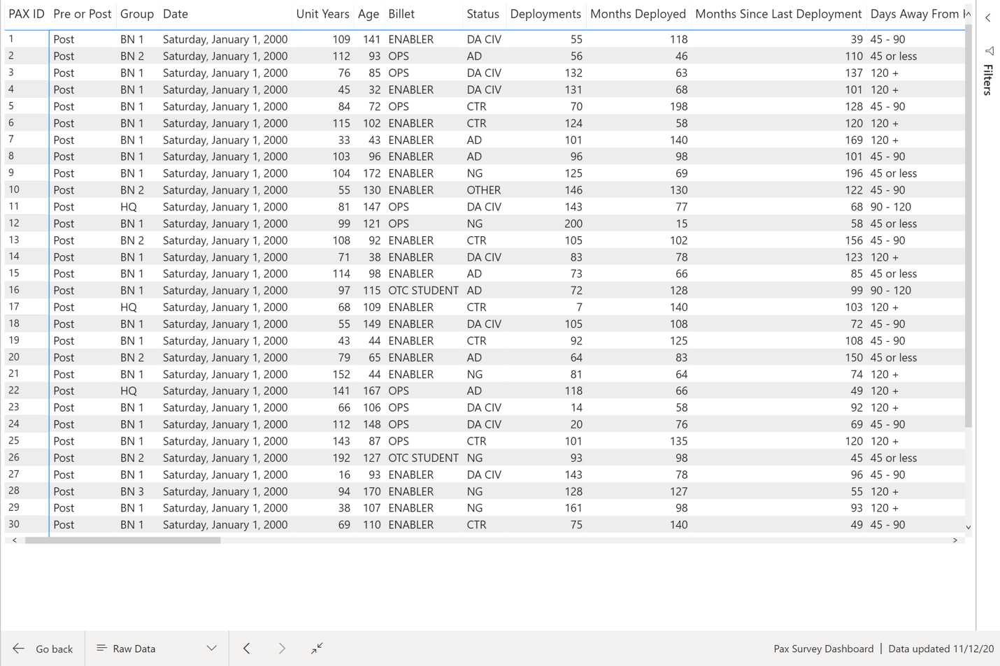 PAX ID Pre or Post Group Date Unit Years Age Billet Status Deployments Months Deployed Months Since Last Deployment Days Away From
1 Post BN 1 Saturday, January 1, 2000 109 141 ENABLER DA CIV 55 118 39 45 - 90
2 Post BN 2 Saturday, January 1, 2000 112 93 OPS AD 56 46 110 45 or less
3 Post BN 1 Saturday, January 1, 2000 76 85 OPS DA CIV 132 63 137 120 +
4 Post BN 1 Saturday, January 1, 2000 45 32 ENABLER DA CIV 131 68 101 120 +
5 Post BN 1 Saturday, January 1, 2000 84 72 OPS CTR 70 198 128 45 - 90
6 Post BN 1 Saturday, January 1, 2000 115 102 ENABLER CTR 124 58 120 120 +
7 Post BN 1 Saturday, January 1, 2000 33 43 ENABLER AD 101 140 169 120 +
8 Post BN 1 Saturday, January 1, 2000 103 96 ENABLER AD 96 98 101 45 - 90
9 Post BN 1 Saturday, January 1, 2000 104 172 ENABLER NG 125 69 196 45 or less
10 Post BN 2 Saturday, January 1, 2000 55 130 ENABLER OTHER 146 130 122 45 - 90
11 Post HQ Saturday, January 1, 2000 81 147 OPS DA CIV 143 77 68 90 - 120
12 Post BN 1 Saturday, January 1, 2000 99 121 OPS NG 200 15 58 45 or less
13 Post BN 2 Saturday, January 1, 2000 108 92 ENABLER CTR 105 102 156 45 - 90
14 Post BN 1 Saturday, January 1, 2000 71 38 ENABLER DA CIV 83 78 123 120 +
15 Post BN 1 Saturday, January 1, 2000 114 98 ENABLER AD 73 66 85 45 or less
16 Post BN 1 Saturday, January 1, 2000 97 115 OTC STUDENT AD 72 128 99 90 - 120
17 Post HQ Saturday, January 1, 2000 68 109 ENABLER CTR 7 140 103 120 +
18 Post BN 1 Saturday, January 1, 2000 55 149 ENABLER DA CIV 105 108 72 45 - 90
19 Post BN 1 Saturday, January 1, 2000 43 44 ENABLER CTR 92 125 108 45 - 90
20 Post BN 2 Saturday, January 1, 2000 79 65 ENABLER AD 64 83 150 45 or less
21 Post BN 1 Saturday, January 1, 2000 152 44 ENABLER NG 81 64 74 120 +
22 Post HQ Saturday, January 1, 2000 141 167 OPS AD 118 66 49 120 +
23 Post BN 1 Saturday, January 1, 2000 66 106 OPS DA CIV 14 58 92 120 +
24 Post BN 1 Saturday, January 1, 2000 112 148 OPS DA CIV 20 76 69 45 - 90
25 Post BN 1 Saturday, January 1, 2000 143 87 OPS CTR 101 135 120 120 +
26 Post BN 2 Saturday, January 1, 2000 192 127 OTC STUDENT NG 93 98 45 45 or less
27 Post BN 1 Saturday, January 1, 2000 16 93 ENABLER DA CIV 143 78 96 45 - 90
28 Post BN 3 Saturday, January 1, 2000 94 170 ENABLER NG 128 127 55 120 +
29 Post BN 1 Saturday, January 1, 2000 38 107 ENABLER NG 161 98 93 120 +
30 Post BN 1 Saturday, January 1, 2000 69 110 ENABLER CTR 75 140 49 45 - 90
Filters
Go back Raw Data Pax Survey Dashboard | Data updated 11/12/20